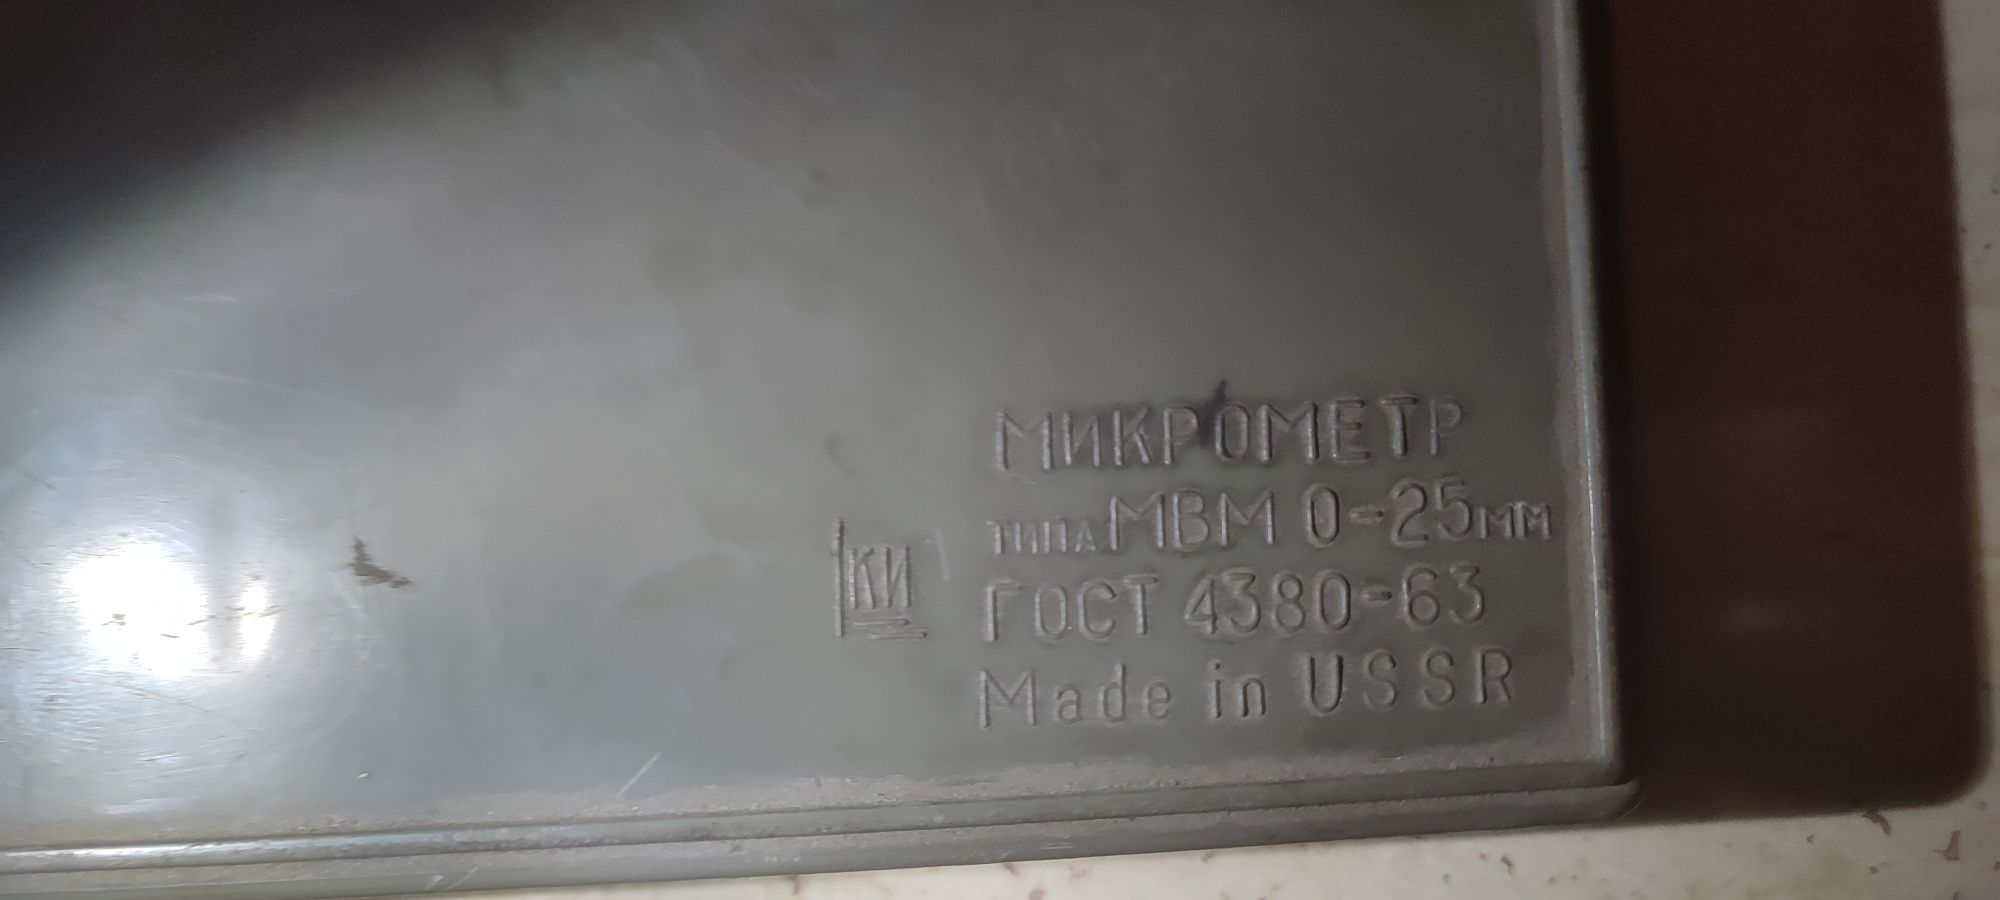 МИКРОМЕТР
ТИПА МВМ 0-25мм
КИ
ГОСТ 4380-63
Made in USSR